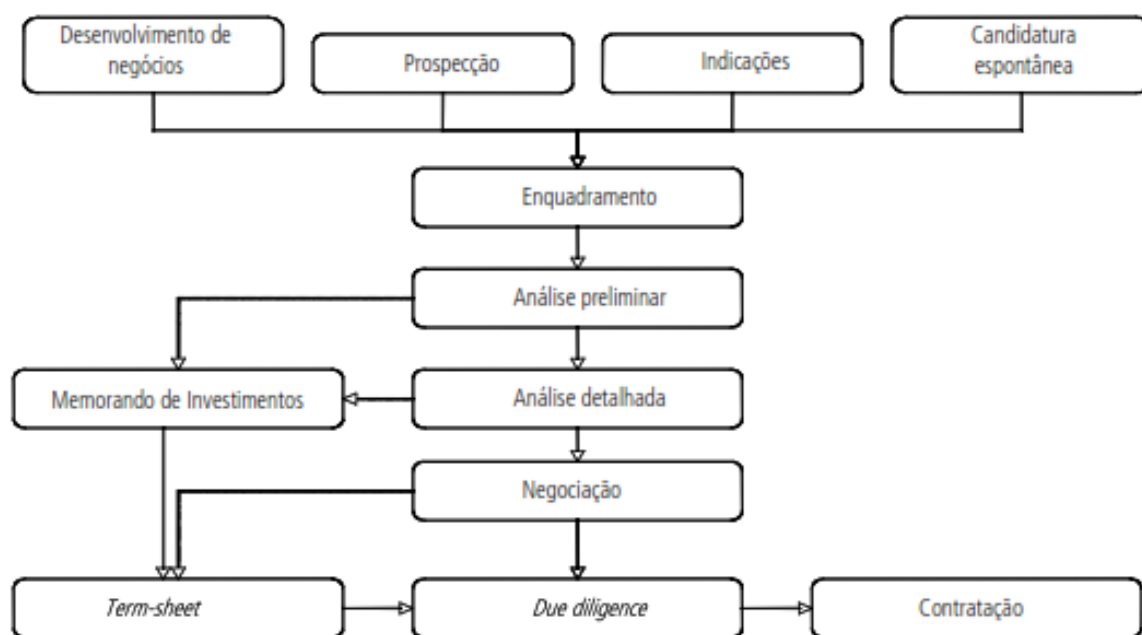 Desenvolvimento de
negócios
Prospecção
Indicações
Candidatura
espontânea
Enquadramento
Análise preliminar
Memorando de Investimentos
Análise detalhada
Negociação
Term-sheet
Due diligence
Contratação